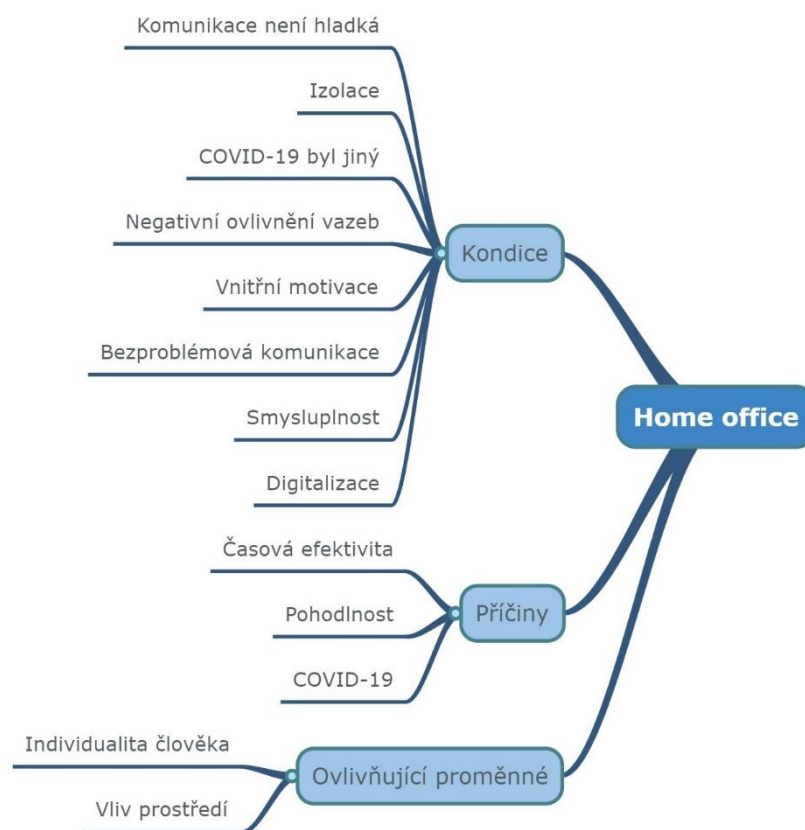 Komunikace není hladká
Izolace
COVID-19 byl jiný
Negativní ovlivnění vazeb
Vnitřní motivace
Bezproblémová komunikace
Smysluplnost
Digitalizace
Kondice
Home office
Časová efektivita
Pohodlnost
COVID-19
Příčiny
Individualita člověka
Vliv prostředí
Ovlivňující proměnné